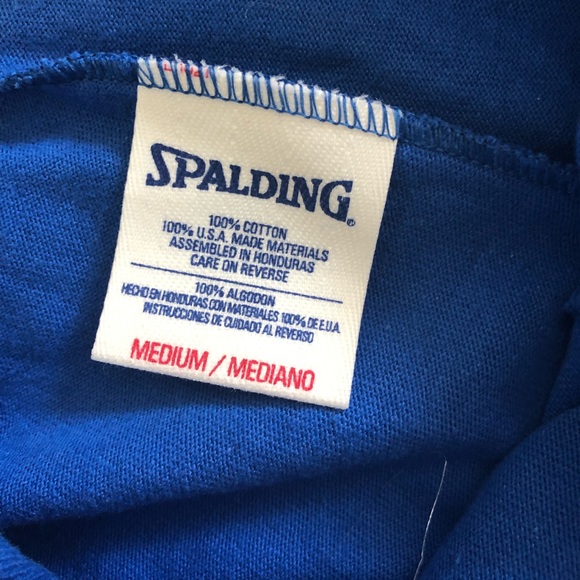 SPALDING®
100% COTTON
100% U.S.A. MADE MATERIALS
ASSEMBLED IN HONDURAS
CARE ON REVERSE
100% ALGODON
HECHO EN HONDURAS CON MATERIALES 100% DE E.U.A.
INSTRUCCIONES DE CUIDADO AL REVERSO
MEDIUM / MEDIANO